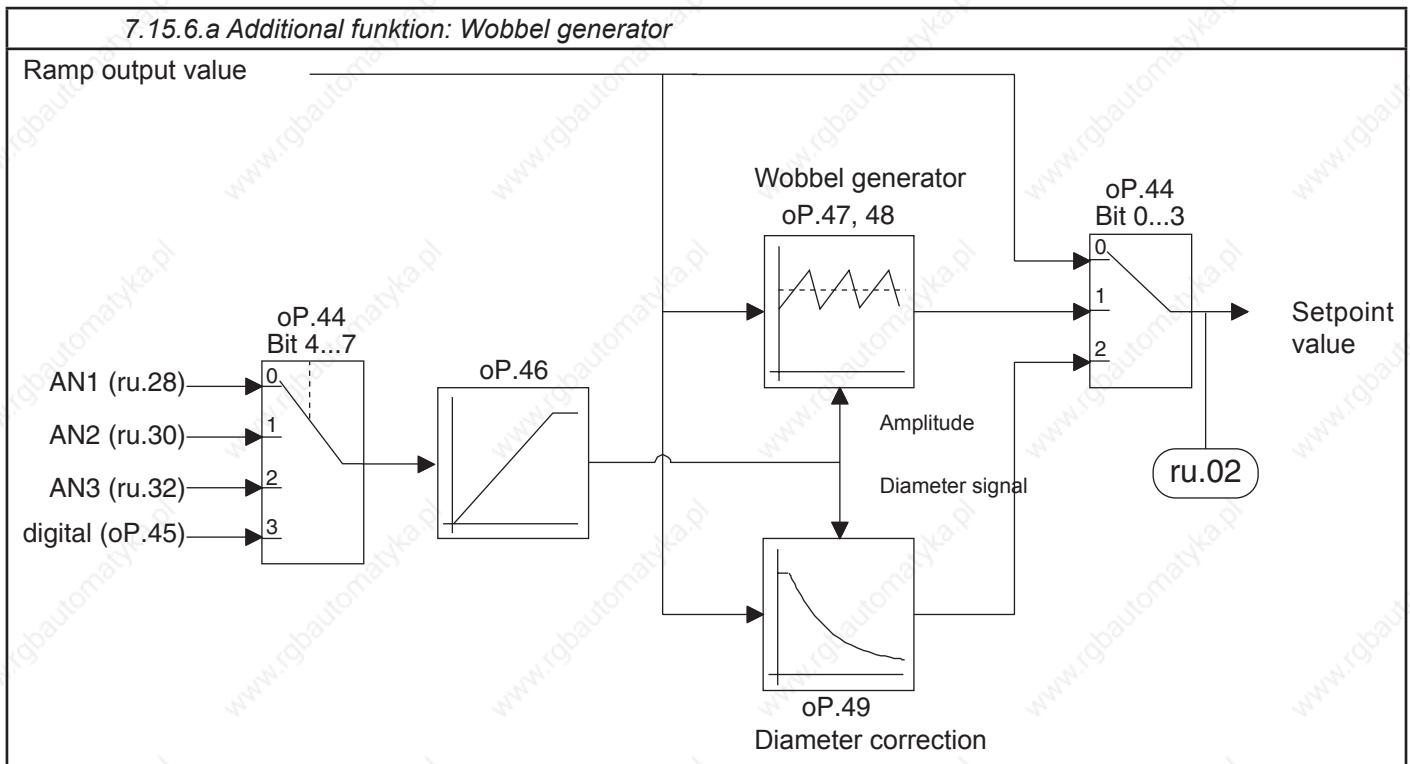 7.15.6.a Additional funktion: Wobbel generator
Ramp output value
Wobbel generator
oP.47, 48
oP.44
Bit 0...3
0
1
2
Setpoint
value
ru.02
oP.44
Bit 4...7
AN1 (ru.28)
0
AN2 (ru.30)
1
AN3 (ru.32)
2
digital (oP.45)
3
oP.46
Amplitude
Diameter signal
oP.49
Diameter correction
www.rgbautomatyka.pl